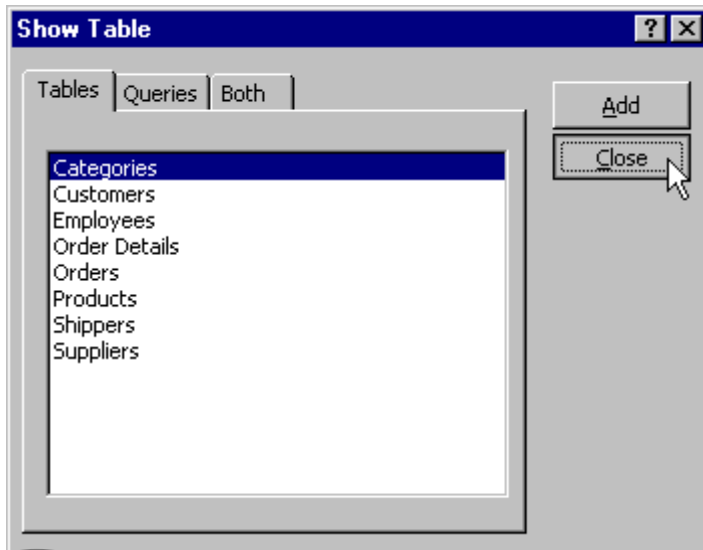 Show Table
Tables Queries Both
Add
Close
Categories
Customers
Employees
Order Details
Orders
Products
Shippers
Suppliers